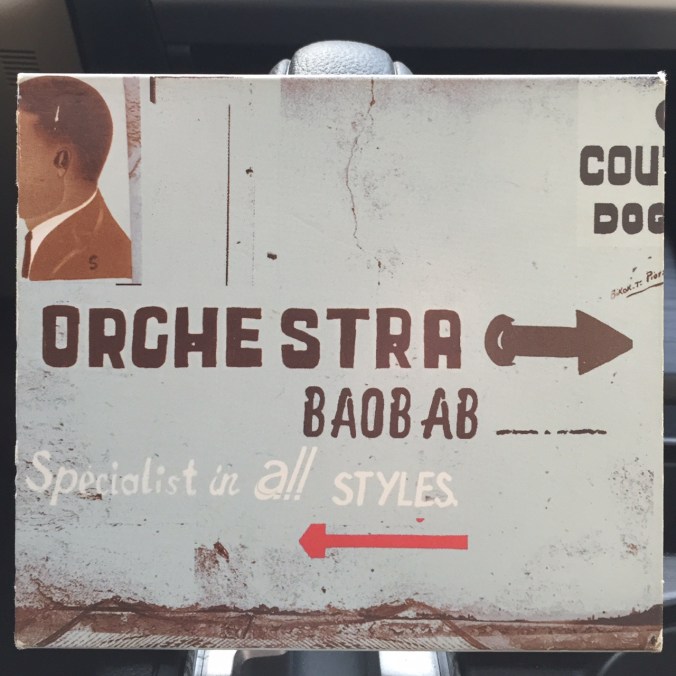 COU
DOG
ORCHESTRA
BAOBAB
Specialist in all STYLES.
S